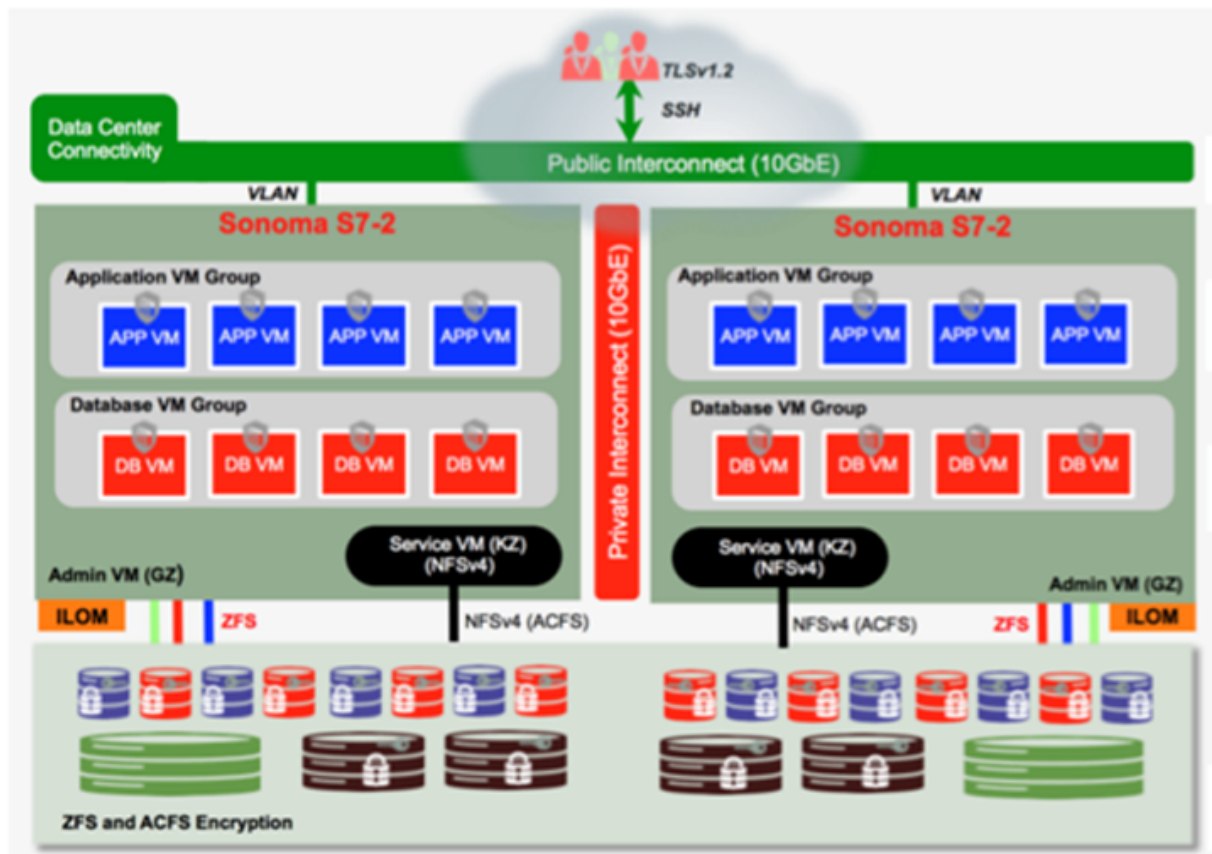 TLSv1.2
SSH
Data Center
Connectivity
Public Interconnect (10GbE)
VLAN
VLAN
Sonoma S7-2
Application VM Group
APP VM
APP VM
APP VM
APP VM
Database VM Group
DB VM
DB VM
DB VM
DB VM
Service VM (KZ)
(NFSv4)
Admin VM (GZ)
ILOM
ZFS
NFSv4 (ACFS)
Private Interconnect (10GbE)
Sonoma S7-2
Application VM Group
APP VM
APP VM
APP VM
APP VM
Database VM Group
DB VM
DB VM
DB VM
DB VM
Service VM (KZ)
(NFSv4)
Admin VM (GZ)
NFSv4 (ACFS)
ZFS
ILOM
ZFS and ACFS Encryption